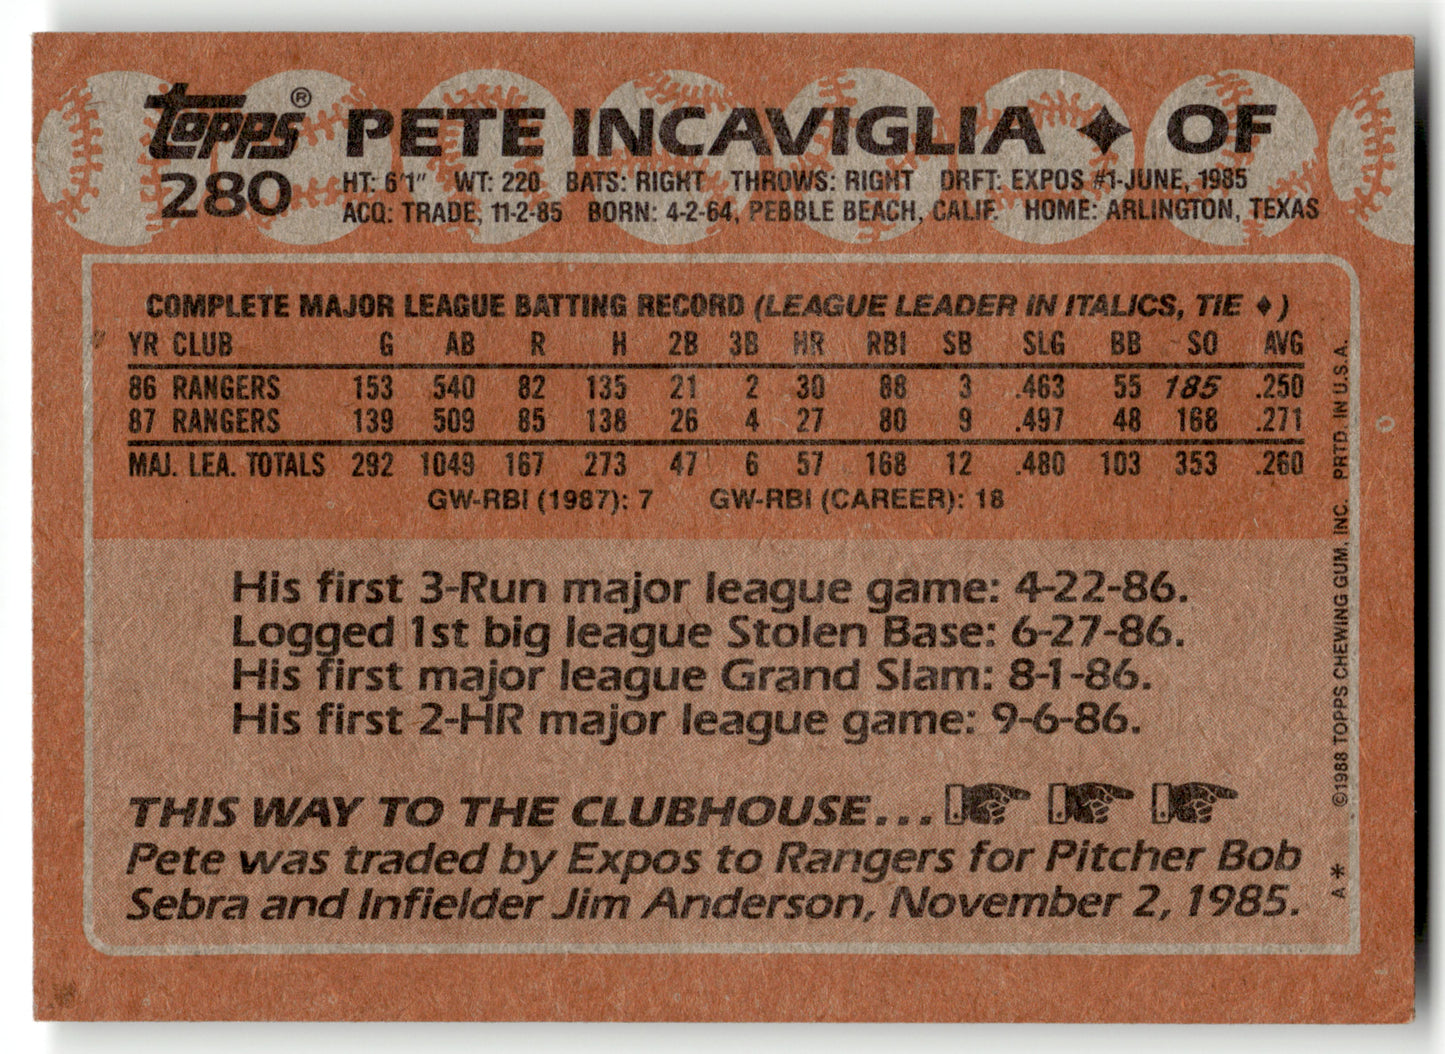 topps® PETE INCAVIGLIA ♦ OF
280 HT: 6'1" WT: 220 BATS: RIGHT THROWS: RIGHT DRFT: EXPOS #1-JUNE, 1985
ACQ: TRADE, 11-2-85 BORN: 4-2-64, PEBBLE BEACH, CALIF. HOME: ARLINGTON, TEXAS
COMPLETE MAJOR LEAGUE BATTING RECORD (LEAGUE LEADER IN ITALICS, TIE ♦)
YR CLUB G AB R H 2B 3B HR RBI SB SLG BB SO AVG
86 RANGERS 153 540 82 135 21 2 30 88 3 .463 55 185 .250
87 RANGERS 139 509 85 138 26 4 27 80 9 .497 48 168 .271
MAJ. LEA. TOTALS 292 1049 167 273 47 6 57 168 12 .480 103 353 .260
GW-RBI (1987): 7 GW-RBI (CAREER): 18
His first 3-Run major league game: 4-22-86.
Logged 1st big league Stolen Base: 6-27-86.
His first major league Grand Slam: 8-1-86.
His first 2-HR major league game: 9-6-86.
THIS WAY TO THE CLUBHOUSE...
Pete was traded by Expos to Rangers for Pitcher Bob
Sebra and Infielder Jim Anderson, November 2, 1985.
A* ©1988 TOPPS CHEWING GUM, INC. PRTD. IN U.S.A.